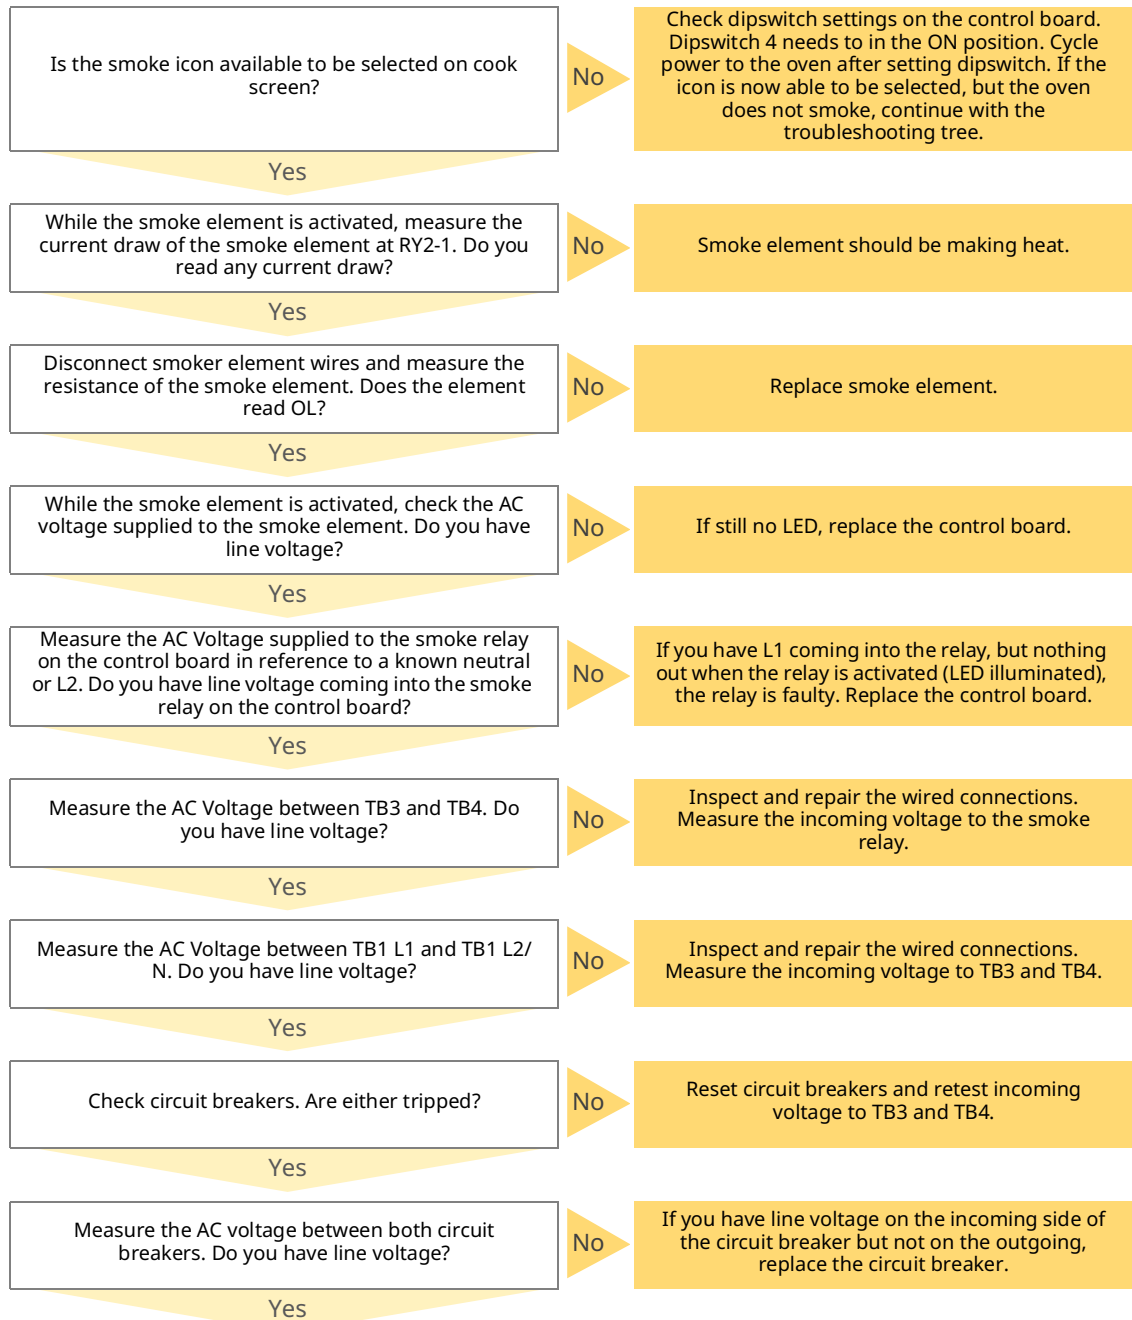 Is the smoke icon available to be selected on cook
screen?
No
Check dipswitch settings on the control board.
Dipswitch 4 needs to in the ON position. Cycle
power to the oven after setting dipswitch. If the
icon is now able to be selected, but the oven
does not smoke, continue with the
troubleshooting tree.
Yes
While the smoke element is activated, measure the
current draw of the smoke element at RY2-1. Do you
read any current draw?
No
Smoke element should be making heat.
Yes
Disconnect smoker element wires and measure the
resistance of the smoke element. Does the element
read OL?
No
Replace smoke element.
Yes
While the smoke element is activated, check the AC
voltage supplied to the smoke element. Do you have
line voltage?
No
If still no LED, replace the control board.
Yes
Measure the AC Voltage supplied to the smoke relay
on the control board in reference to a known neutral
or L2. Do you have line voltage coming into the smoke
relay on the control board?
No
If you have L1 coming into the relay, but nothing
out when the relay is activated (LED illuminated),
the relay is faulty. Replace the control board.
Yes
Measure the AC Voltage between TB3 and TB4. Do
you have line voltage?
No
Inspect and repair the wired connections.
Measure the incoming voltage to the smoke
relay.
Yes
Measure the AC Voltage between TB1 L1 and TB1 L2/
N. Do you have line voltage?
No
Inspect and repair the wired connections.
Measure the incoming voltage to TB3 and TB4.
Yes
Check circuit breakers. Are either tripped?
No
Reset circuit breakers and retest incoming
voltage to TB3 and TB4.
Yes
Measure the AC voltage between both circuit
breakers. Do you have line voltage?
No
If you have line voltage on the incoming side of
the circuit breaker but not on the outgoing,
replace the circuit breaker.
Yes